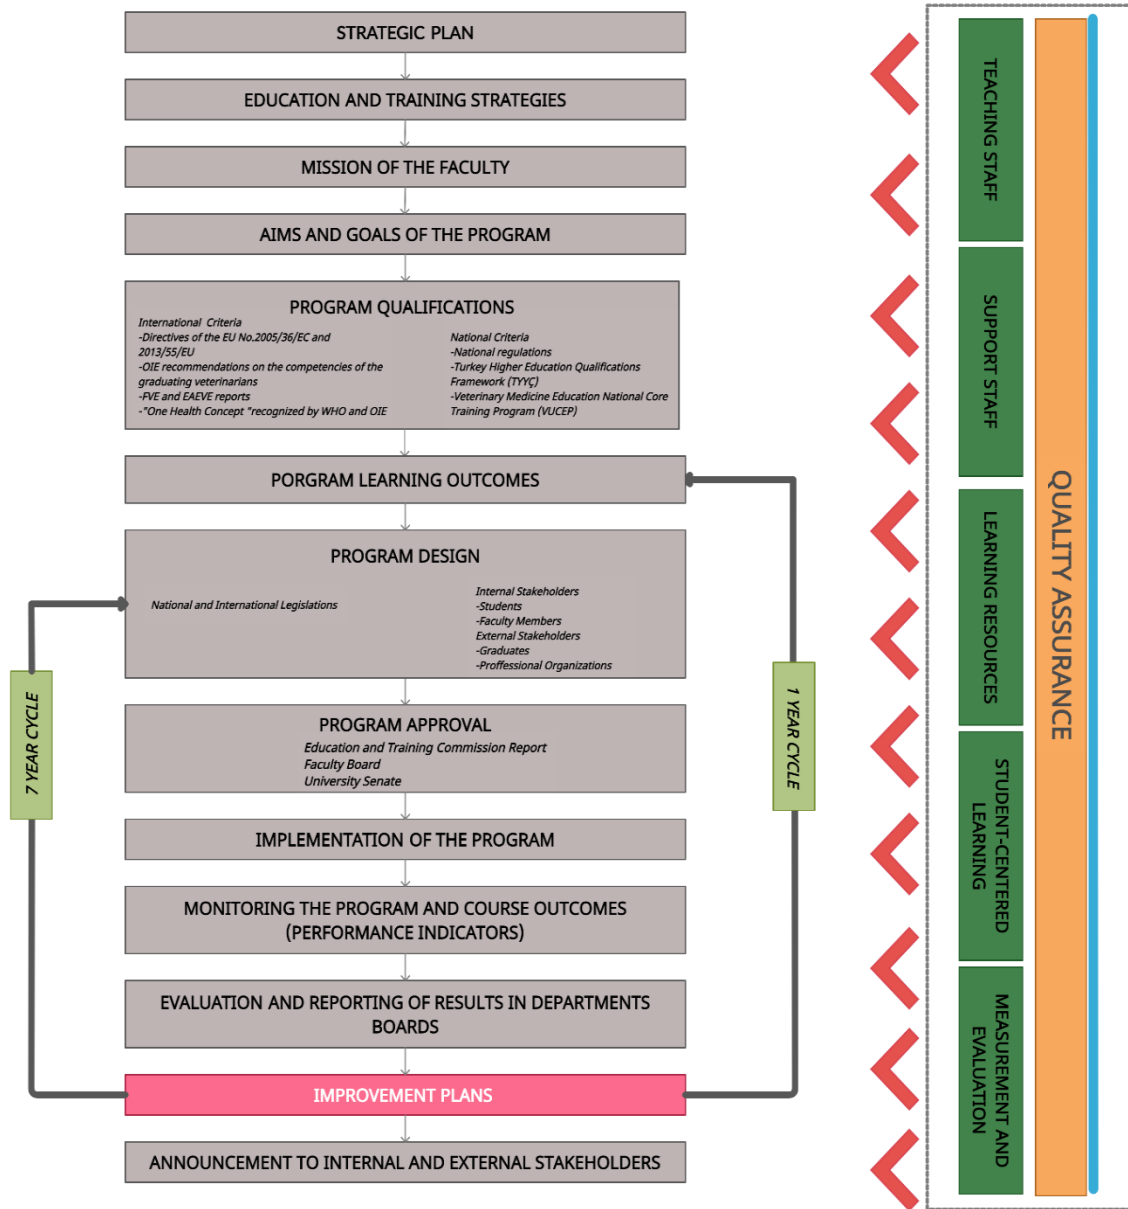 STRATEGIC PLAN
EDUCATION AND TRAINING STRATEGIES
MISSION OF THE FACULTY
AIMS AND GOALS OF THE PROGRAM
PROGRAM QUALIFICATIONS
International Criteria
-Directives of the EU No.2005/36/EC and
2013/55/EU
-OIE recommendations on the competencies of the
graduating veterinarians
-FVE and EAEVE reports
-"One Health Concept "recognized by WHO and OIE
National Criteria
-National regulations
-Turkey Higher Education Qualifications
Framework (TYYÇ)
-Veterinary Medicine Education National Core
Training Program (VUCEP)
PORGRAM LEARNING OUTCOMES
PROGRAM DESIGN
National and International Legislations
Internal Stakeholders
-Students
-Faculty Members
External Stakeholders
-Graduates
-Proffessional Organizations
PROGRAM APPROVAL
Education and Training Commission Report
Faculty Board
University Senate
IMPLEMENTATION OF THE PROGRAM
MONITORING THE PROGRAM AND COURSE OUTCOMES
(PERFORMANCE INDICATORS)
EVALUATION AND REPORTING OF RESULTS IN DEPARTMENTS
BOARDS
IMPROVEMENT PLANS
ANNOUNCEMENT TO INTERNAL AND EXTERNAL STAKEHOLDERS
7 YEAR CYCLE
1 YEAR CYCLE
TEACHING STAFF
SUPPORT STAFF
LEARNING RESOURCES
STUDENT-CENTERED
LEARNING
MEASUREMENT AND
EVALUATION
QUALITY ASSURANCE